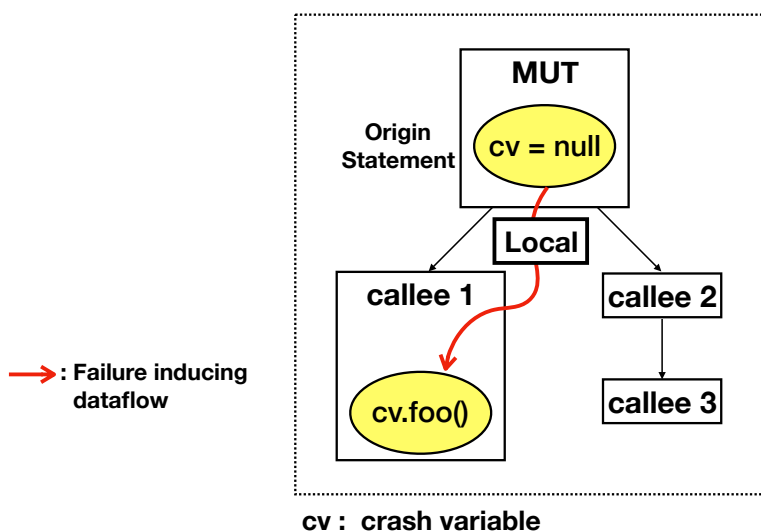 MUT
Origin
Statement
cv = null
Local
callee 1
callee 2
: Failure inducing
dataflow
cv.foo()
callee 3
cv : crash variable